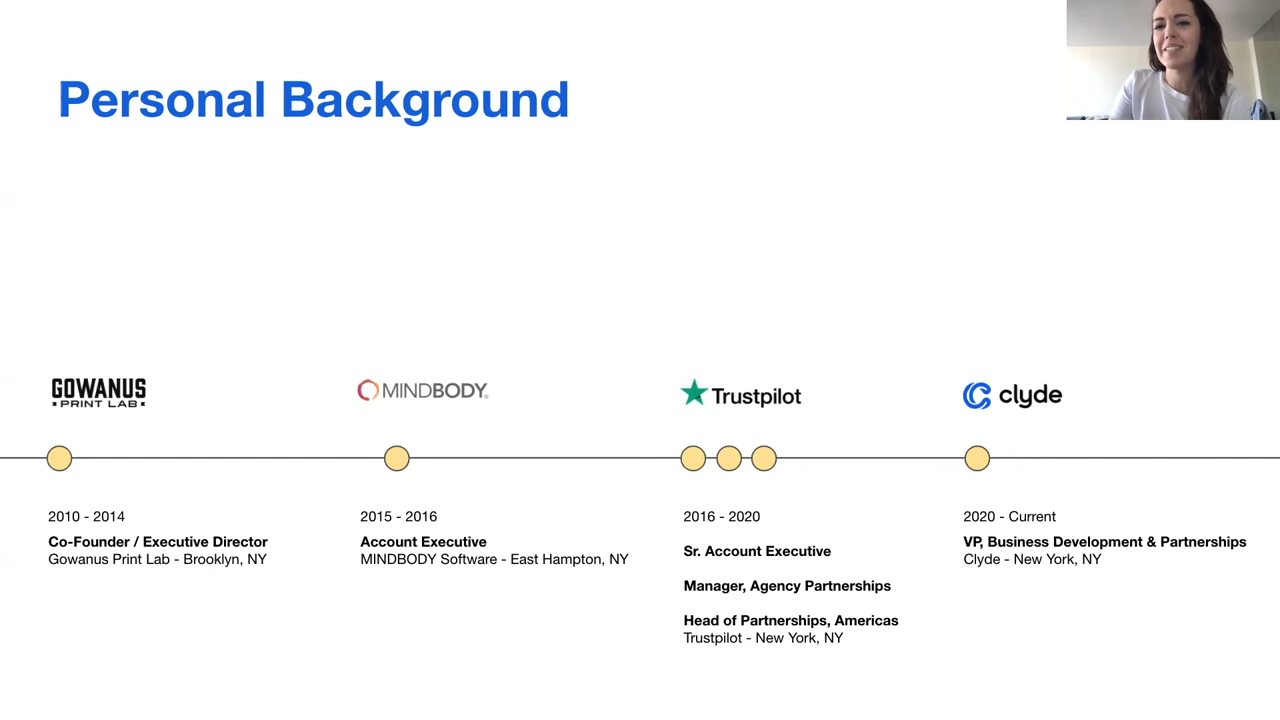 Personal Background
GOWANUS
PRINT LAB
MINDBODY
Trustpilot
clyde
2010 - 2014
Co-Founder / Executive Director
Gowanus Print Lab - Brooklyn, NY
2015 - 2016
Account Executive
MINDBODY Software - East Hampton, NY
2016 - 2020
Sr. Account Executive
Manager, Agency Partnerships
Head of Partnerships, Americas
Trustpilot - New York, NY
2020 - Current
VP, Business Development & Partnerships
Clyde - New York, NY